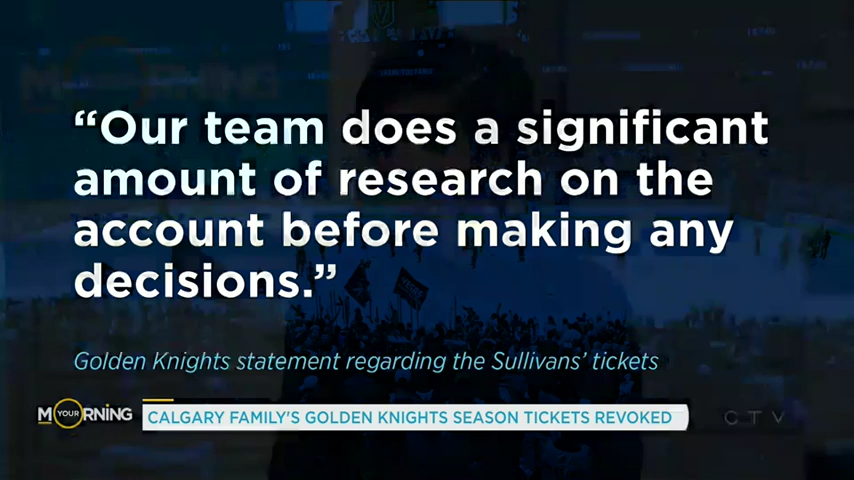 “Our team does a significant
amount of research on the
account before making any
decisions.”
Golden Knights statement regarding the Sullivans’ tickets
YOUR MORNING
CALGARY FAMILY'S GOLDEN KNIGHTS SEASON TICKETS REVOKED
CTV